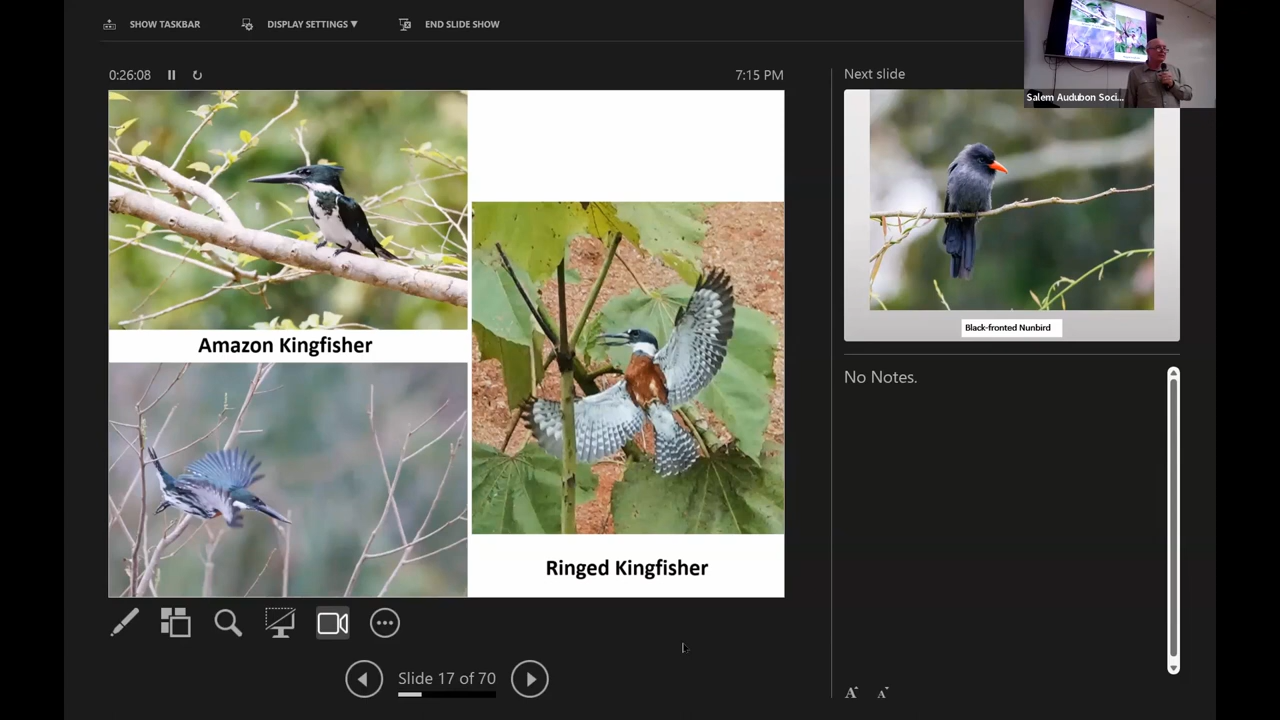 SHOW TASKBAR
DISPLAY SETTINGS ▼
END SLIDE SHOW
0:26:08
7:15 PM
Next slide
Salem Audubon Soci...
Amazon Kingfisher
Ringed Kingfisher
Black-fronted Nunbird
No Notes.
Slide 17 of 70
A A